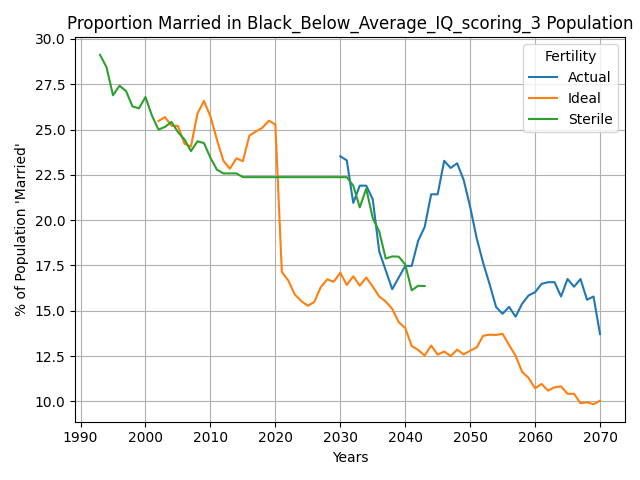 Proportion Married in Black_Below_Average_IQ_scoring_3 Population
% of Population 'Married'
30.0
27.5
25.0
22.5
20.0
17.5
15.0
12.5
10.0
Fertility
Actual
Ideal
Sterile
1990 2000 2010 2020 2030 2040 2050 2060 2070
Years